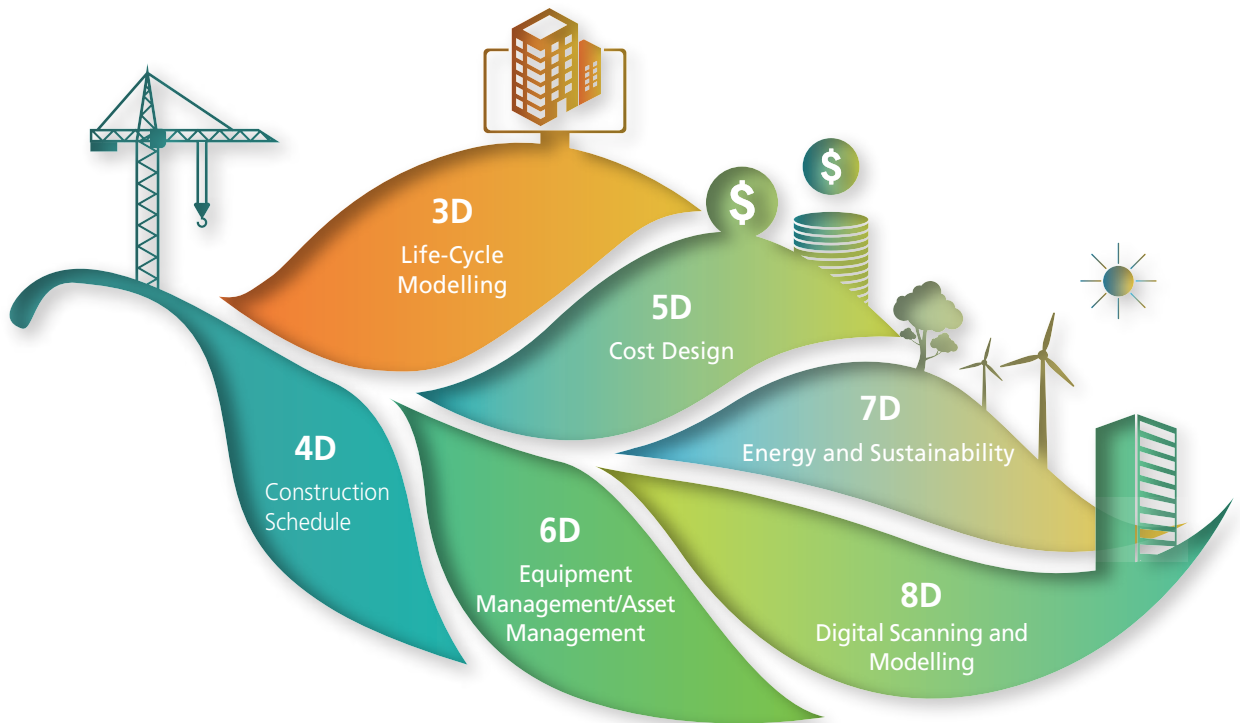 3D
Life-Cycle
Modelling
$
$
5D
Cost Design
7D
Energy and Sustainability
4D
Construction
Schedule
6D
Equipment
Management/Asset
Management
8D
Digital Scanning and
Modelling